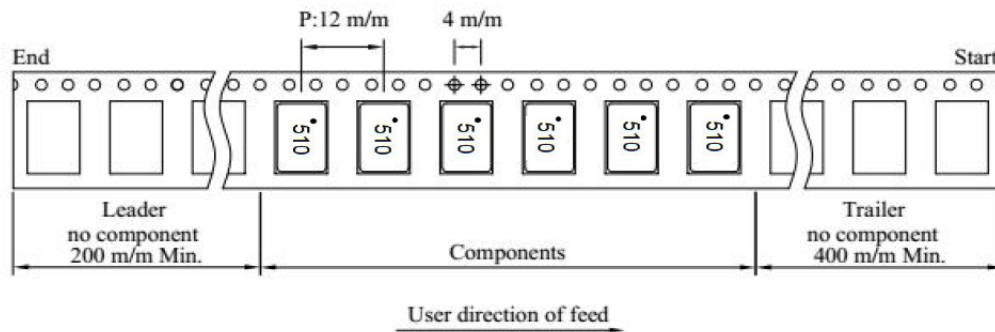 P:12 m/m
4 m/m
End
Start
510
510
510
510
510
510
Leader
no component
200 m/m Min.
Components
Trailer
no component
400 m/m Min.
User direction of feed